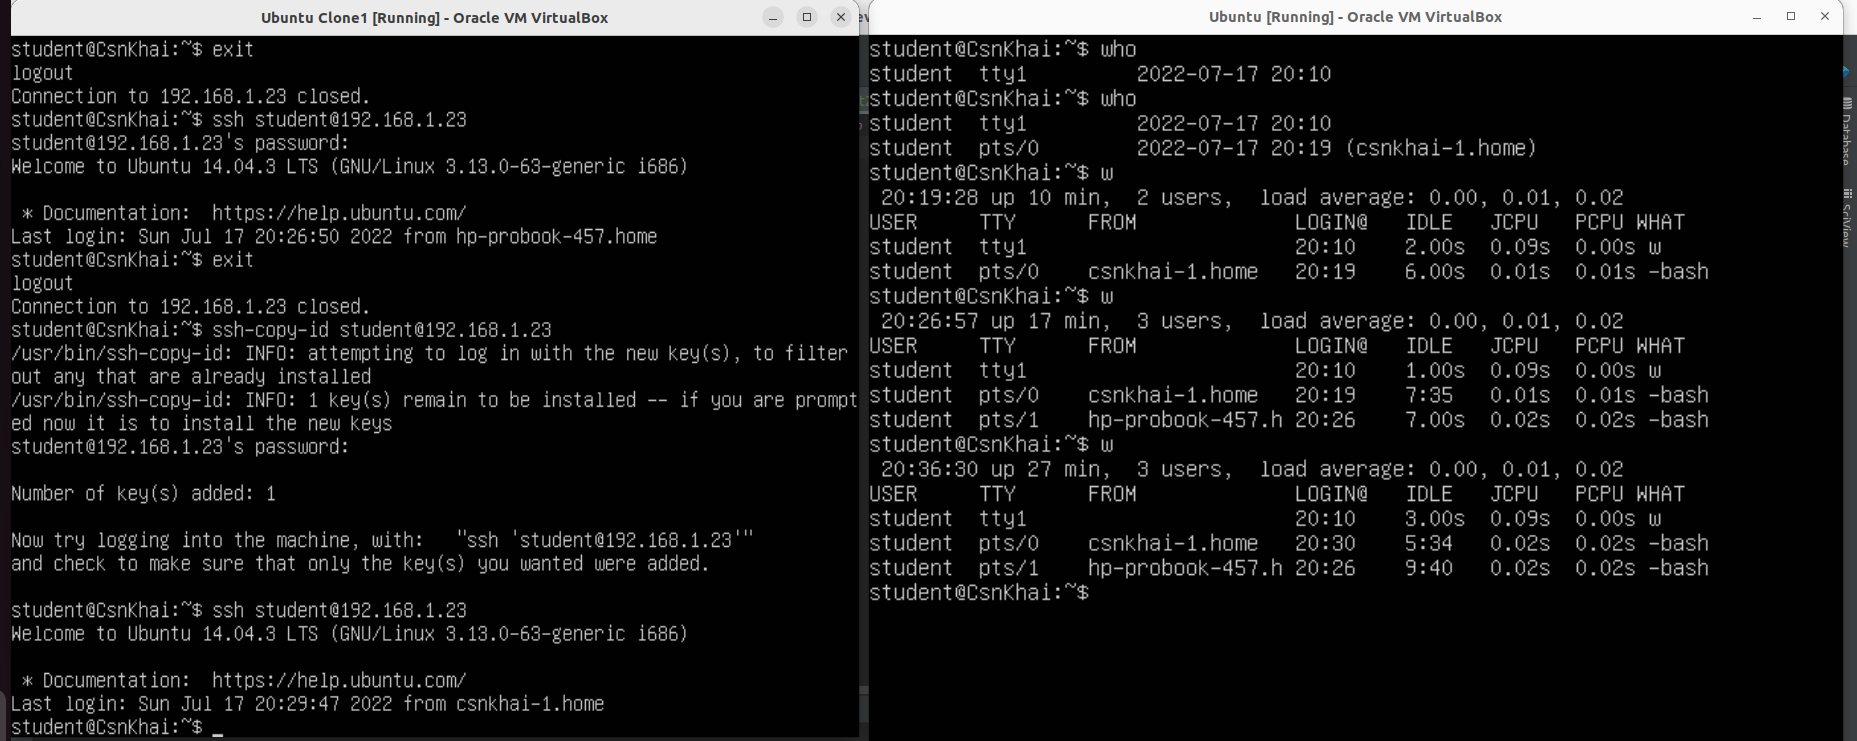 Ubuntu Clone1 [Running] - Oracle VM VirtualBox
student@CsnKhai:~$ exit
logout
Connection to 192.168.1.23 closed.
student@CsnKhai:~$ ssh student@192.168.1.23
student@192.168.1.23's password:
Welcome to Ubuntu 14.04.3 LTS (GNU/Linux 3.13.0-63-generic i686)
* Documentation:  https://help.ubuntu.com/
Last login: Sun Jul 17 20:26:50 2022 from hp-probook-457.home
student@CsnKhai:~$ exit
logout
Connection to 192.168.1.23 closed.
student@CsnKhai:~$ ssh-copy-id student@192.168.1.23
/usr/bin/ssh-copy-id: INFO: attempting to log in with the new key(s), to filter
out any that are already installed
/usr/bin/ssh-copy-id: INFO: 1 key(s) remain to be installed -- if you are prompt
ed now it is to install the new keys
student@192.168.1.23's password:
Number of key(s) added: 1
Now try logging into the machine, with:   "ssh 'student@192.168.1.23'"
and check to make sure that only the key(s) you wanted were added.
student@CsnKhai:~$ ssh student@192.168.1.23
Welcome to Ubuntu 14.04.3 LTS (GNU/Linux 3.13.0-63-generic i686)
* Documentation:  https://help.ubuntu.com/
Last login: Sun Jul 17 20:29:47 2022 from csnkhai-1.home
student@CsnKhai:~$ _
Ubuntu [Running] - Oracle VM VirtualBox
student@CsnKhai:~$ who
student  tty1         2022-07-17 20:10
student@CsnKhai:~$ who
student  tty1         2022-07-17 20:10
student  pts/0        2022-07-17 20:19 (csnkhai-1.home)
student@CsnKhai:~$ w
20:19:28 up 10 min,  2 users,  load average: 0.00, 0.01, 0.02
USER     TTY      FROM             LOGIN@   IDLE   JCPU   PCPU WHAT
student  tty1                      20:10    2.00s  0.09s  0.00s w
student  pts/0    csnkhai-1.home   20:19    6.00s  0.01s  0.01s -bash
student@CsnKhai:~$ w
20:26:57 up 17 min,  3 users,  load average: 0.00, 0.01, 0.02
USER     TTY      FROM             LOGIN@   IDLE   JCPU   PCPU WHAT
student  tty1                      20:10    1.00s  0.09s  0.00s w
student  pts/0    csnkhai-1.home   20:19    7:35   0.01s  0.01s -bash
student  pts/1    hp-probook-457.h 20:26    7.00s  0.02s  0.02s -bash
student@CsnKhai:~$ w
20:36:30 up 27 min,  3 users,  load average: 0.00, 0.01, 0.02
USER     TTY      FROM             LOGIN@   IDLE   JCPU   PCPU WHAT
student  tty1                      20:10    3.00s  0.09s  0.00s w
student  pts/0    csnkhai-1.home   20:30    5:34   0.02s  0.02s -bash
student  pts/1    hp-probook-457.h 20:26    9:40   0.02s  0.02s -bash
student@CsnKhai:~$
Database
SciView